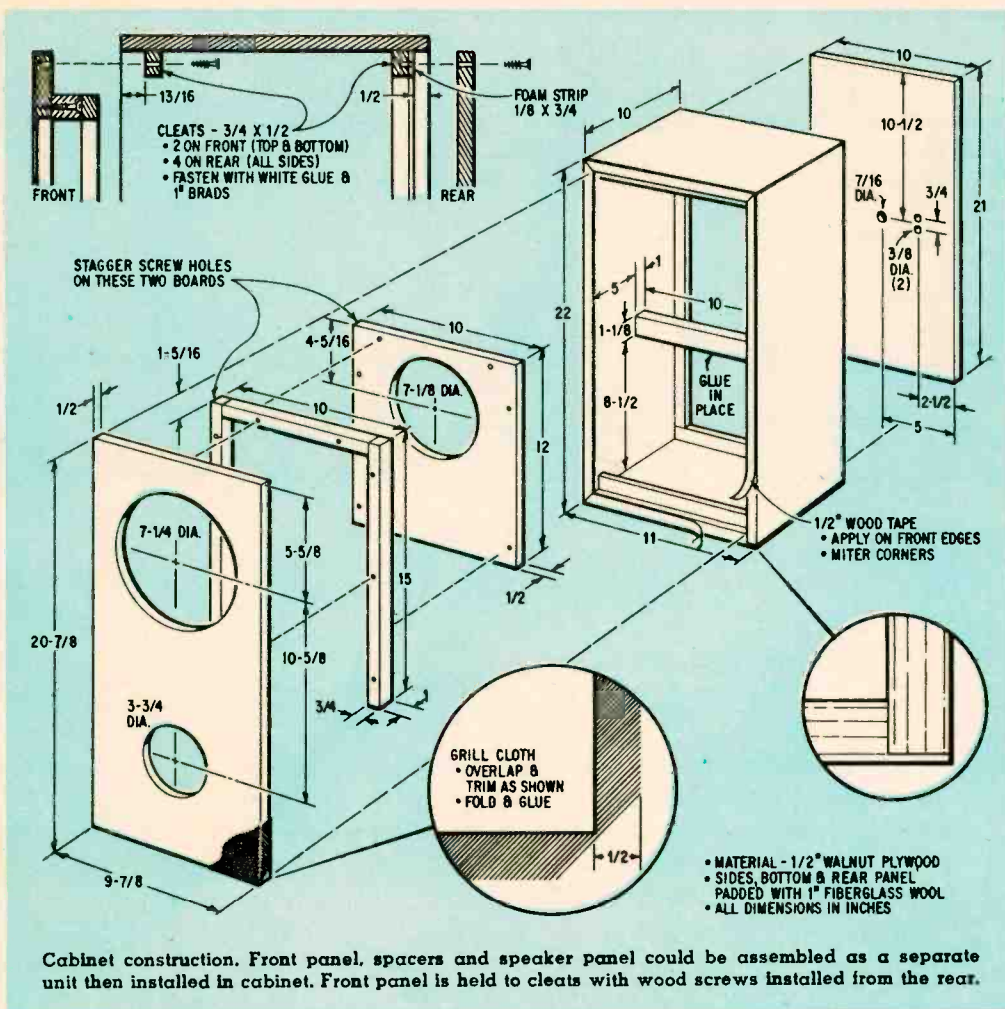 13/16
1/2
FOAM STRIP
1/8 X 3/4
CLEATS - 3/4 X 1/2
• 2 ON FRONT (TOP & BOTTOM)
• 4 ON REAR (ALL SIDES)
• FASTEN WITH WHITE GLUE &
1" BRADS
FRONT
REAR
10
10
10-1/2
7/16
DIA.
3/4
21
3/8
DIA.
(2)
2-1/2
5
STAGGER SCREW HOLES
ON THESE TWO BOARDS
22
5
1
10
1-1/8
GLUE
IN
PLACE
8-1/2
11
1/2" WOOD TAPE
• APPLY ON FRONT EDGES
• MITER CORNERS
10
4-5/16
7-1/8 DIA.
12
1/2
1-5/16
1/2
10
15
3/4
1
7-1/4 DIA.
5-5/8
20-7/8
10-5/8
3-3/4
DIA.
9-7/8
GRILL CLOTH
• OVERLAP &
TRIM AS SHOWN
• FOLD & GLUE
1/2
• MATERIAL - 1/2" WALNUT PLYWOOD
• SIDES, BOTTOM & REAR PANEL
PADDED WITH 1" FIBERGLASS WOOL
• ALL DIMENSIONS IN INCHES
Cabinet construction. Front panel, spacers and speaker panel could be assembled as a separate
unit then installed in cabinet. Front panel is held to cleats with wood screws installed from the rear.